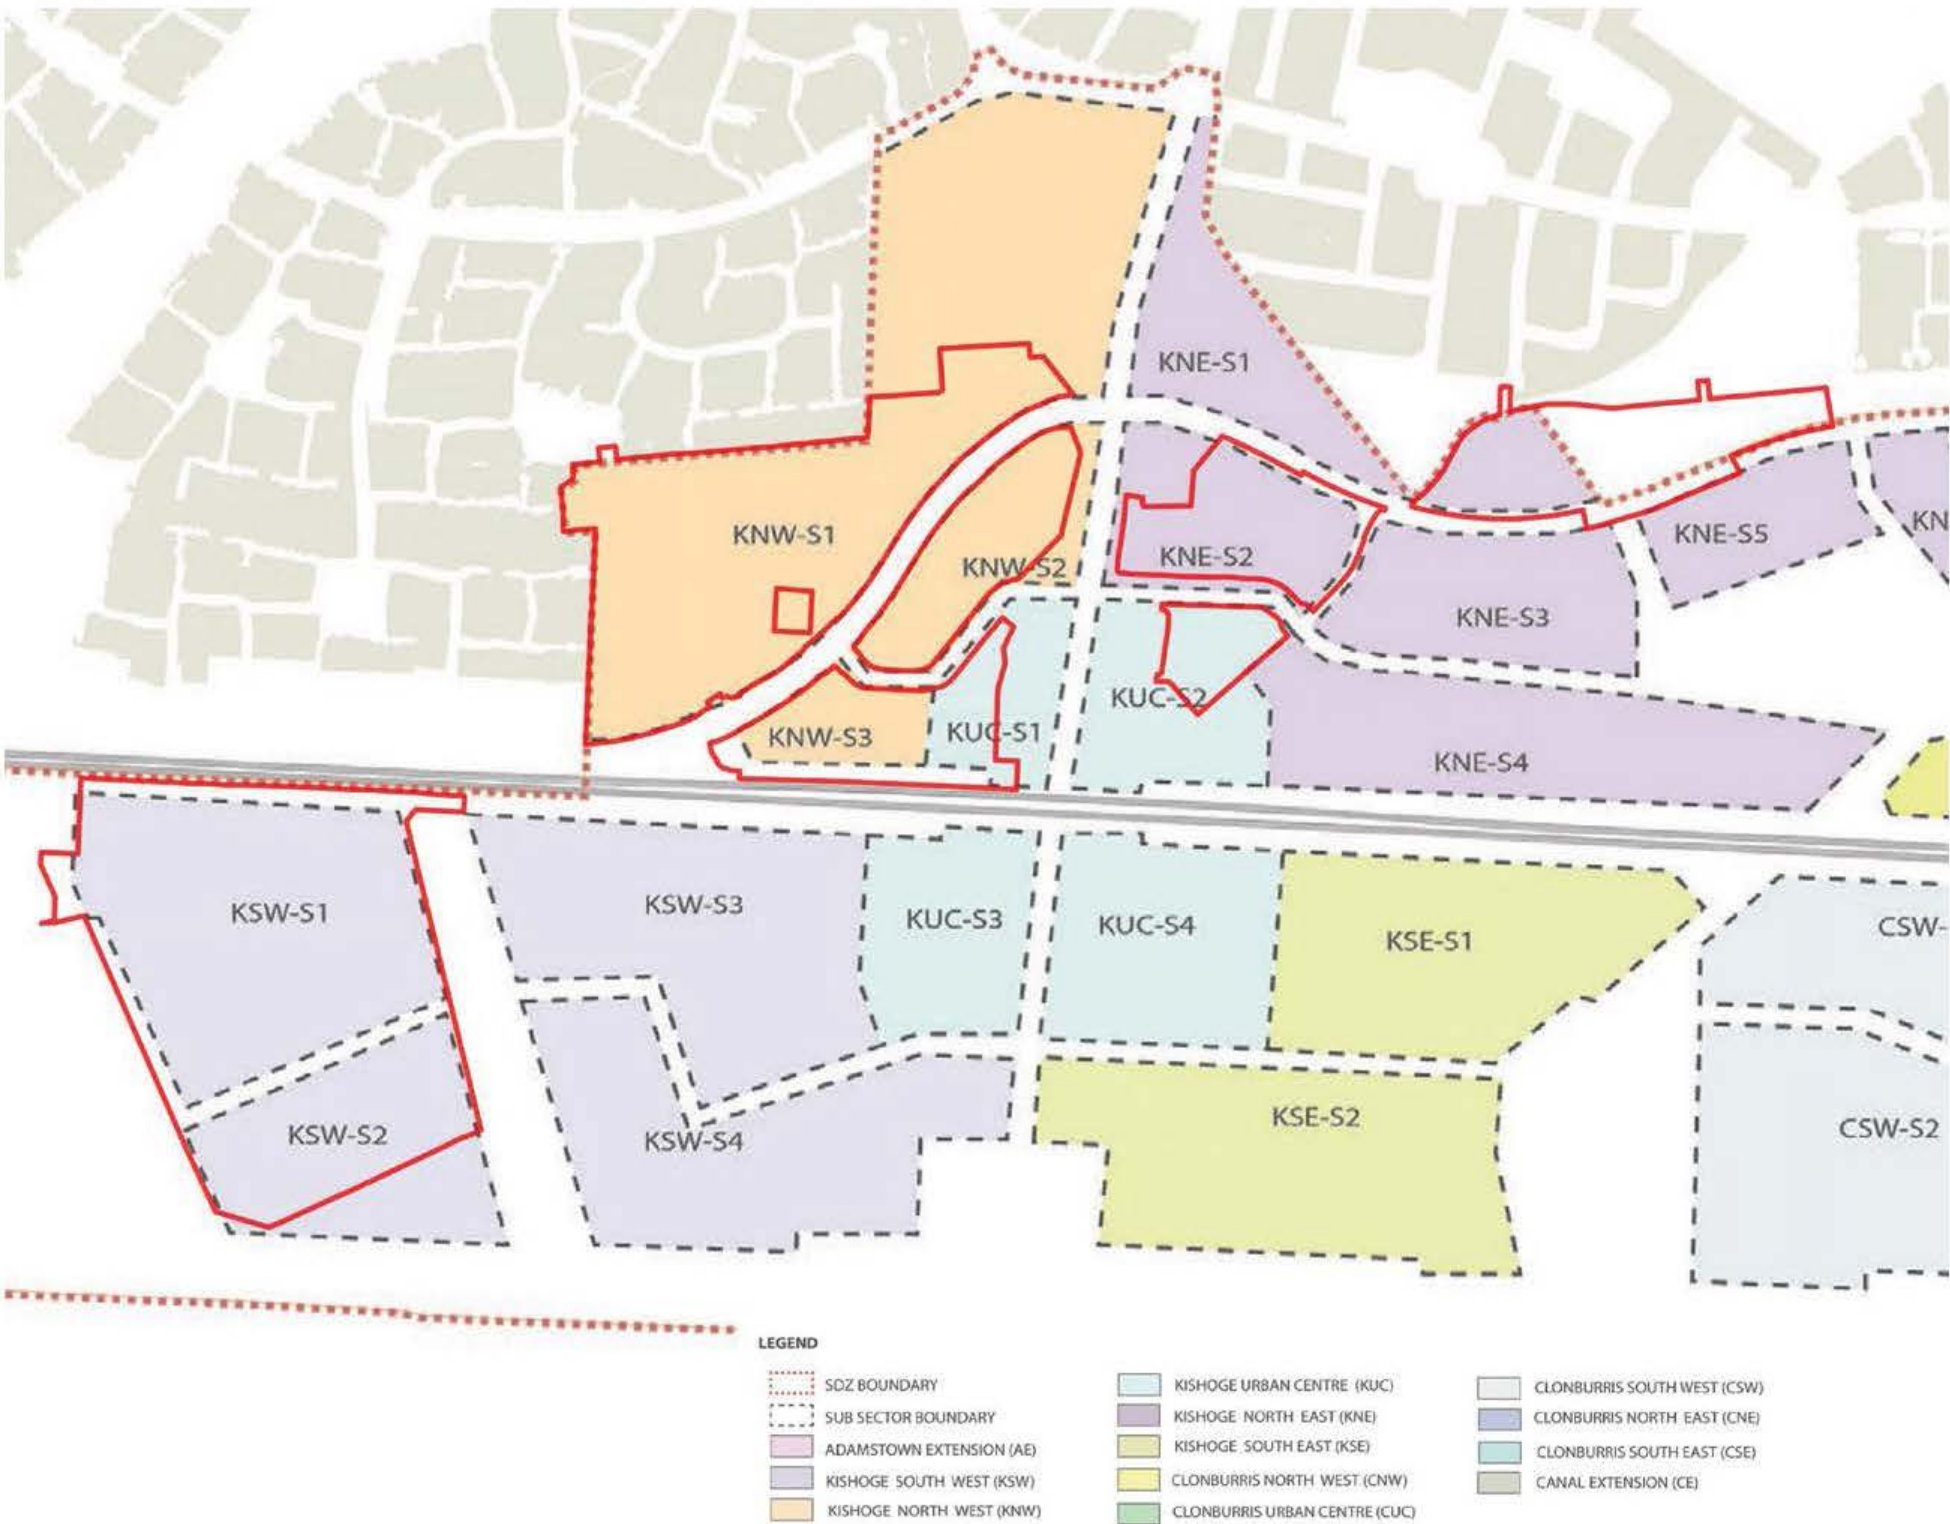 KNE-S1
KNW-S1
KNW-S2
KNE-S2
KNE-S5
KN
KNE-S3
KUC-S2
KNW-S3
KUC-S1
KNE-S4
KSW-S1
KSW-S3
KUC-S3
KUC-S4
KSE-S1
CSW-
KSW-S2
KSW-S4
KSE-S2
CSW-S2
LEGEND
SDZ BOUNDARY
SUB SECTOR BOUNDARY
ADAMSTOWN EXTENSION (AE)
KISHOGE SOUTH WEST (KSW)
KISHOGE NORTH WEST (KNW)
KISHOGE URBAN CENTRE (KUC)
KISHOGE NORTH EAST (KNE)
KISHOGE SOUTH EAST (KSE)
CLONBURRIS NORTH WEST (CNW)
CLONBURRIS URBAN CENTRE (CUC)
CLONBURRIS SOUTH WEST (CSW)
CLONBURRIS NORTH EAST (CNE)
CLONBURRIS SOUTH EAST (CSE)
CANAL EXTENSION (CE)